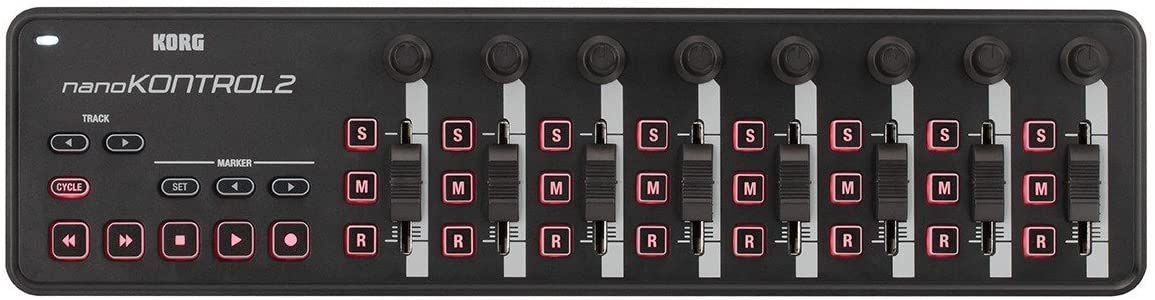 KORG
nanoKONTROL2
TRACK
MARKER
CYCLE
SET
S S S S S S S S
M M M M M M M M
R R R R R R R R